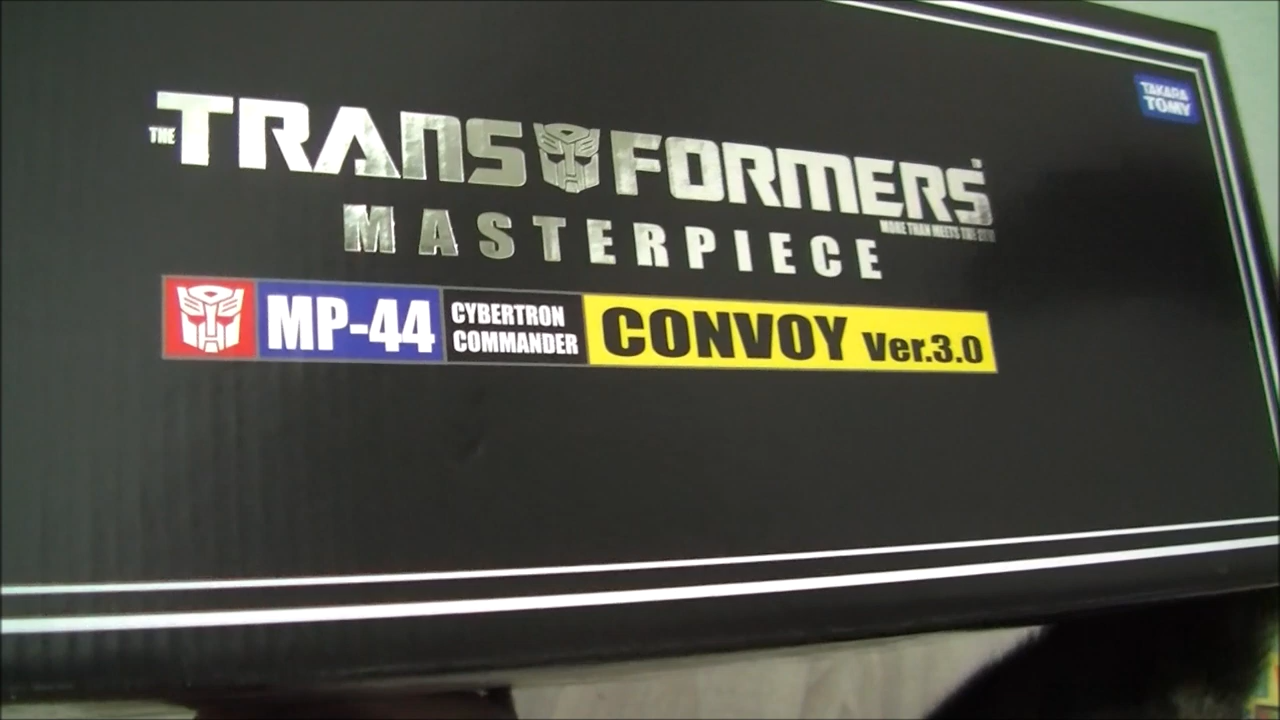 TAKARA
TOMY
THE TRANSFORMERS
MORE THAN MEETS THE EYE
MASTERPIECE
MP-44 CYBERTRON COMMANDER CONVOY Ver.3.0